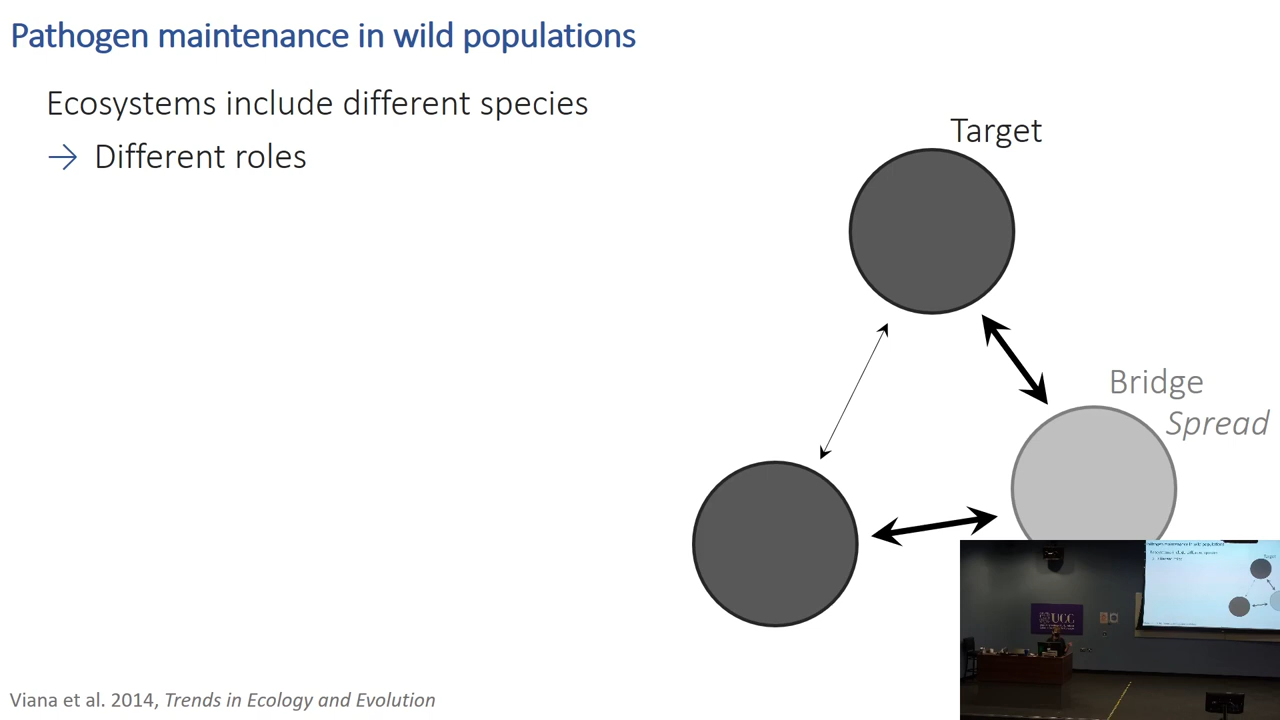 Pathogen maintenance in wild populations
Ecosystems include different species
→ Different roles
Target
Bridge
Spread
UCC
Viana et al. 2014, Trends in Ecology and Evolution